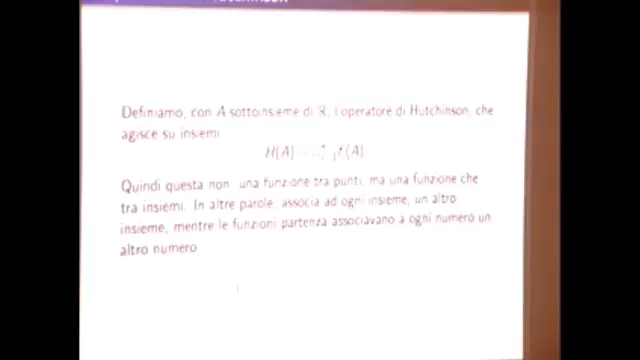 Definiamo, con A sottoinsieme di R, l'operatore di Hutchinson, che
agisce su insiemi
H(A) f (A)
Quindi questa non una funzione tra punti, ma una funzione che
tra insiemi. In altre parole, associa ad ogni insieme, un altro
insieme, mentre le funzioni partenza associavano a ogni numero un
altro numero